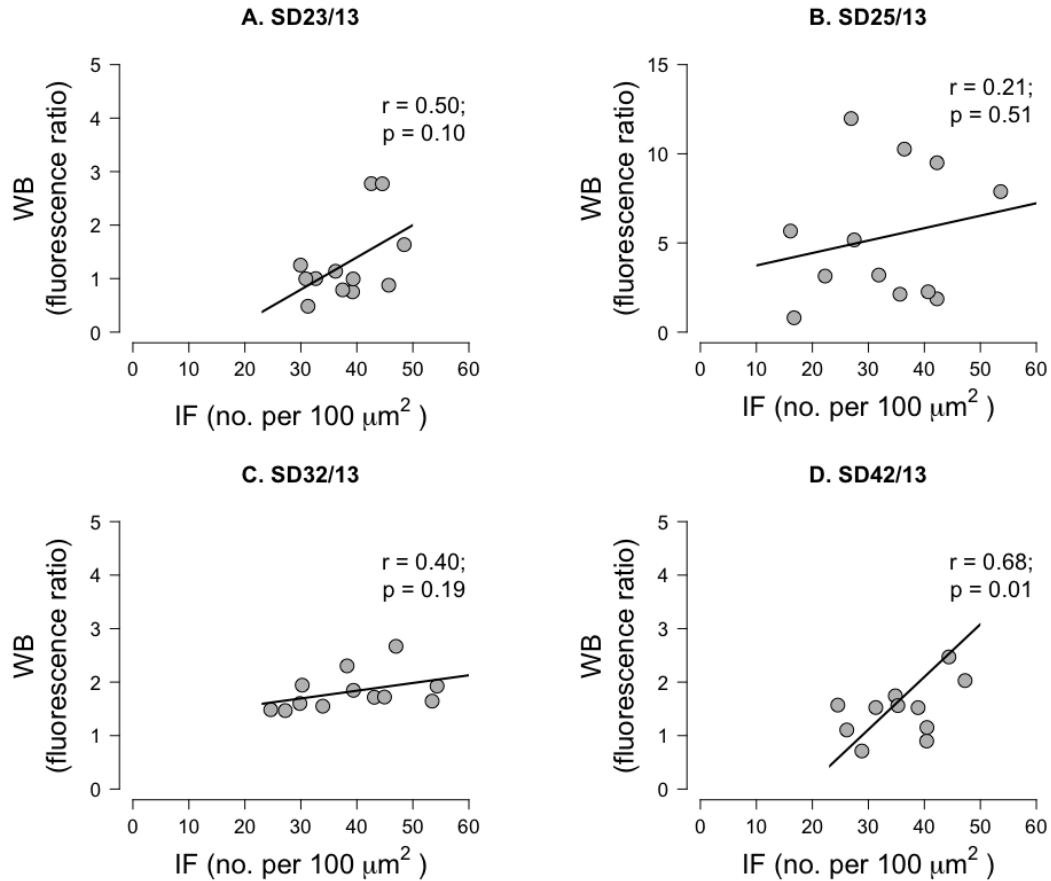 A. SD23/13
5
4
3
2
1
0
WB
(fluorescence ratio)
r = 0.50;
p = 0.10
0 10 20 30 40 50 60
IF (no. per 100 μm²)
B. SD25/13
15
10
5
0
WB
(fluorescence ratio)
r = 0.21;
p = 0.51
0 10 20 30 40 50 60
IF (no. per 100 μm²)
C. SD32/13
5
4
3
2
1
0
WB
(fluorescence ratio)
r = 0.40;
p = 0.19
0 10 20 30 40 50 60
IF (no. per 100 μm²)
D. SD42/13
5
4
3
2
1
0
WB
(fluorescence ratio)
r = 0.68;
p = 0.01
0 10 20 30 40 50 60
IF (no. per 100 μm²)